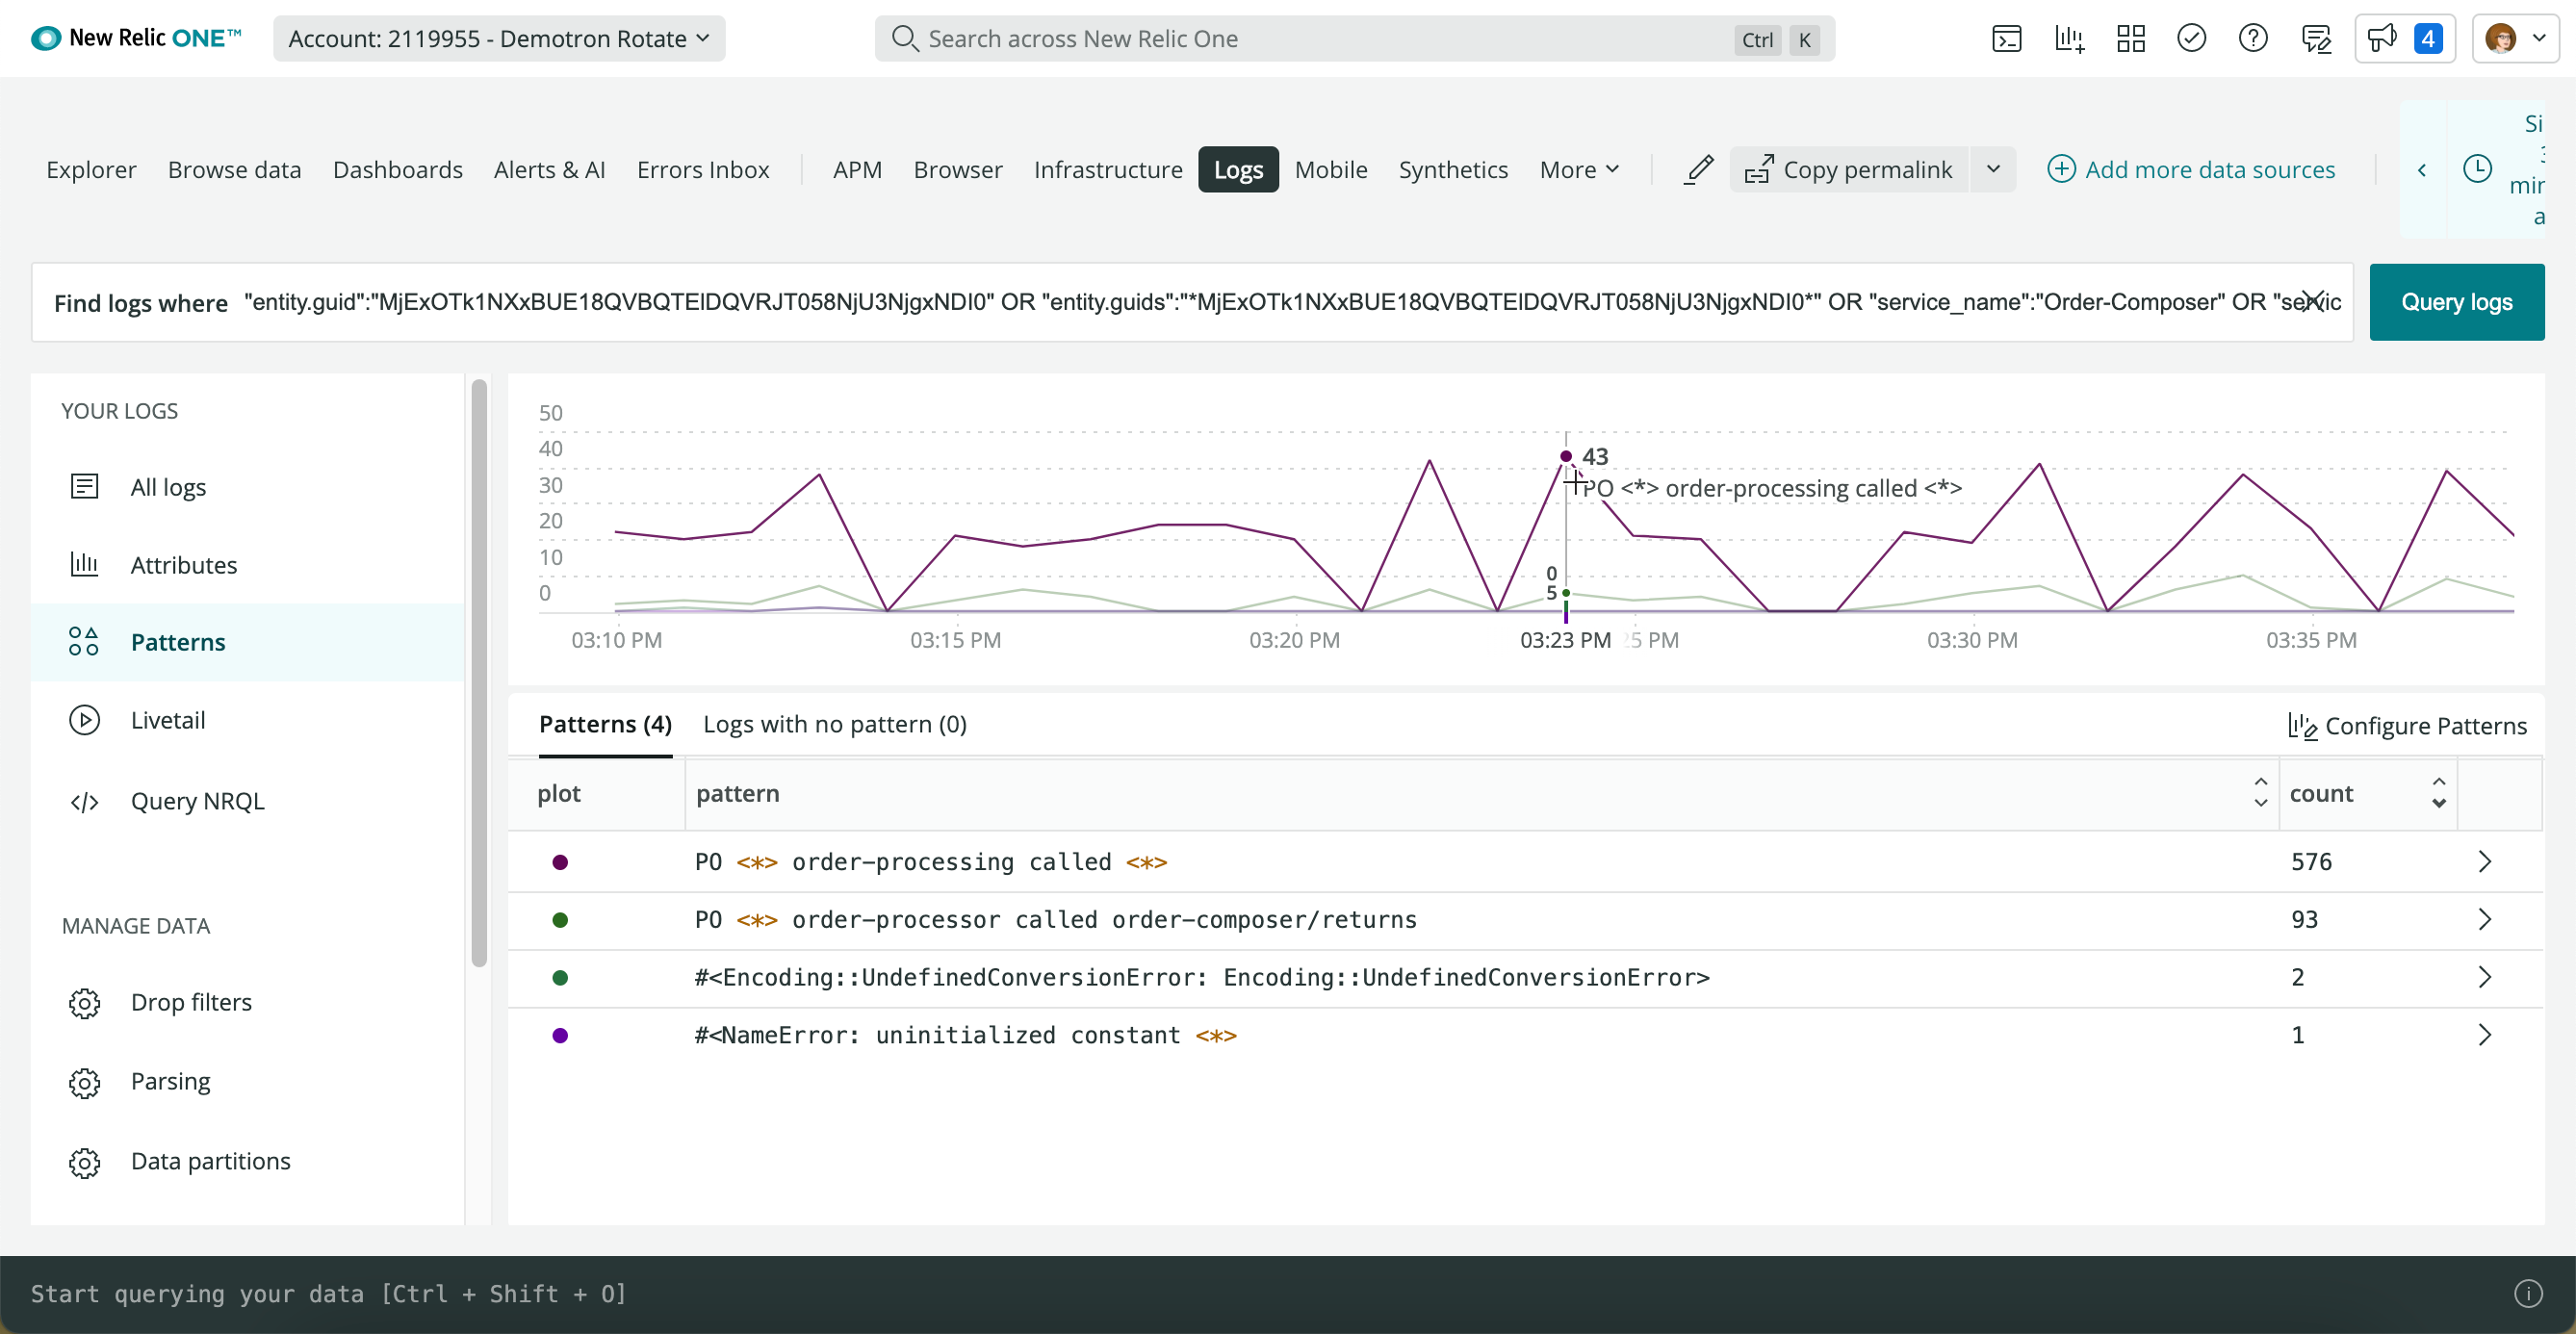 New Relic ONE™
Account: 2119955 - Demotron Rotate
Search across New Relic One
Ctrl K
4
Explorer Browse data Dashboards Alerts & AI Errors Inbox APM Browser Infrastructure Logs Mobile Synthetics More Copy permalink Add more data sources
Si
min
a
Find logs where "entity.guid":"MjExOTk1NXxBUE18QVBQTElDQVRJT058NjU3NjgxNDI0" OR "entity.guids":"*MjExOTk1NXxBUE18QVBQTElDQVRJT058NjU3NjgxNDI0*" OR "service_name":"Order-Composer" OR "servic
Query logs
YOUR LOGS
All logs
Attributes
Patterns
Livetail
Query NRQL
MANAGE DATA
Drop filters
Parsing
Data partitions
50
40
30
20
10
0
43
PO <*> order-processing called <*>
0
5
03:10 PM 03:15 PM 03:20 PM 03:23 PM 5 PM 03:30 PM 03:35 PM
Patterns (4) Logs with no pattern (0) Configure Patterns
plot pattern count
PO <*> order-processing called <*> 576
PO <*> order-processor called order-composer/returns 93
#<Encoding::UndefinedConversionError: Encoding::UndefinedConversionError> 2
#<NameError: uninitialized constant <*> 1
Start querying your data [Ctrl + Shift + O]